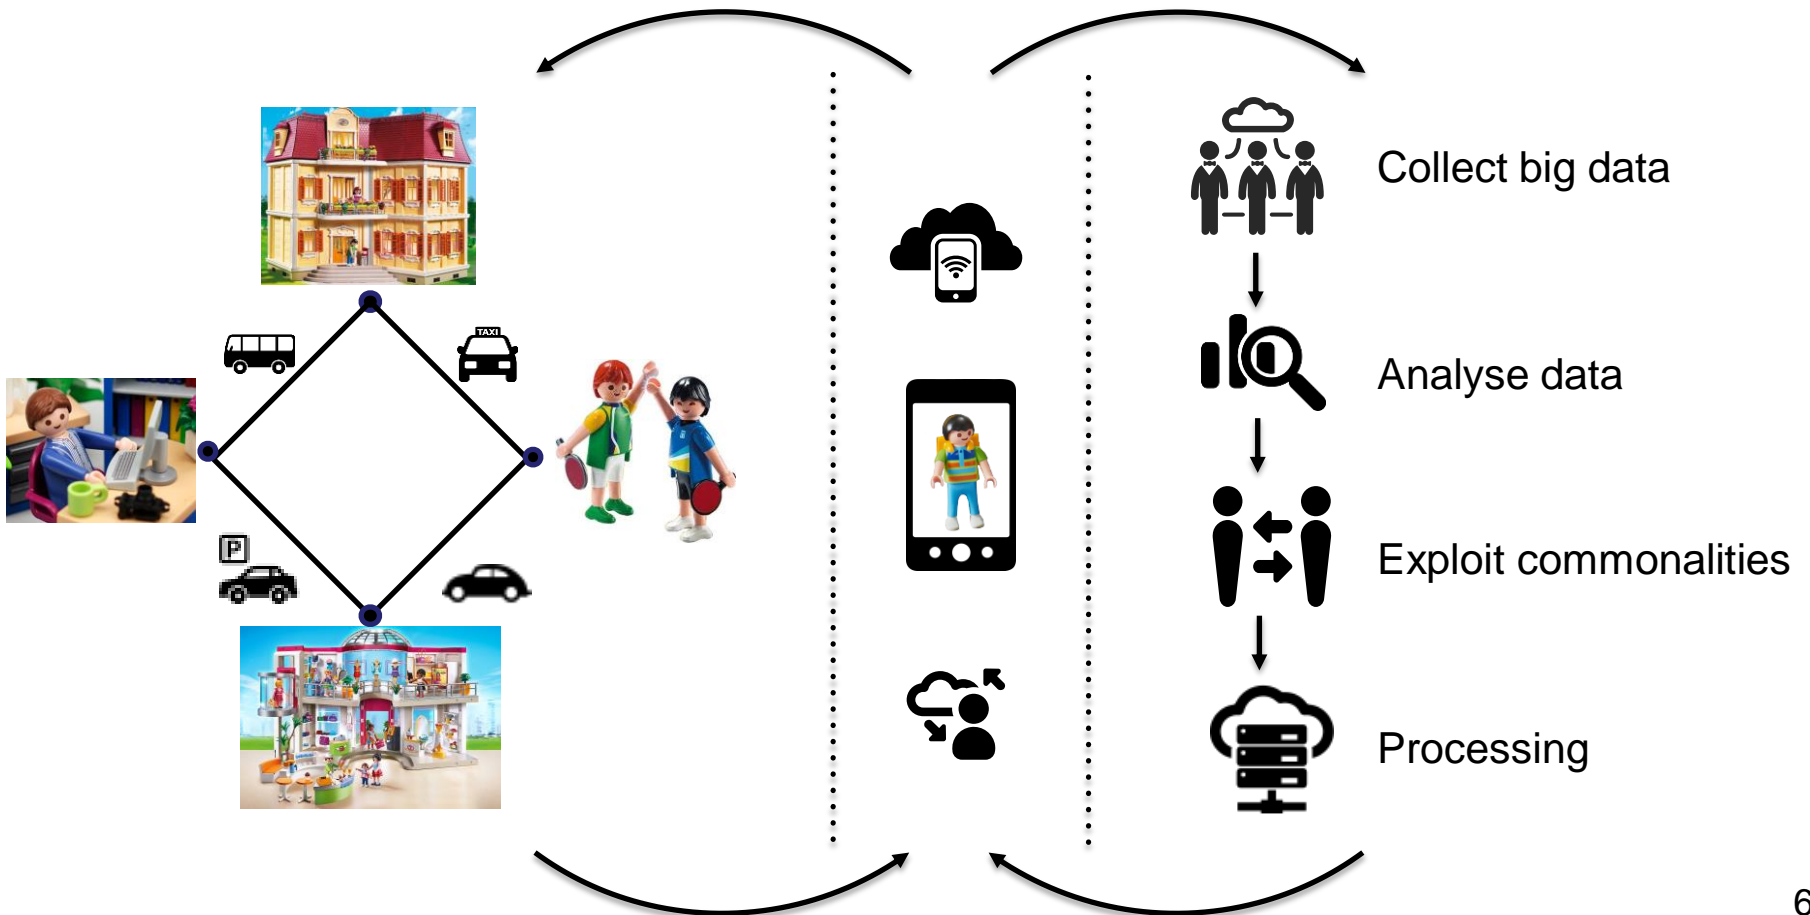 TAXI
P
Collect big data
Analyse data
Exploit commonalities
Processing
6